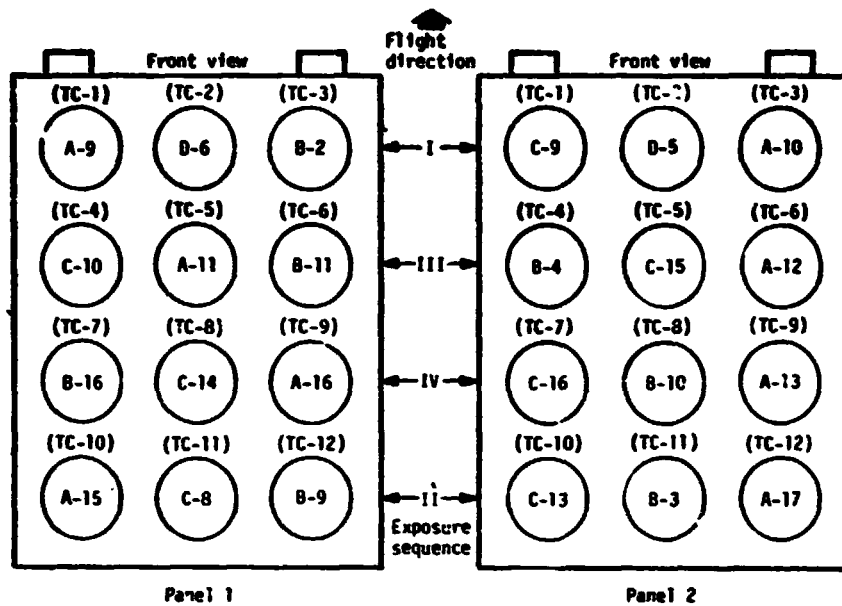 Flight
direction
Front view
Front view
(TC-1) (TC-2) (TC-3)
A-9 D-6 B-2
(TC-1) (TC-2) (TC-3)
C-9 D-5 A-10
I
(TC-4) (TC-5) (TC-6)
C-10 A-11 B-11
(TC-4) (TC-5) (TC-6)
B-4 C-15 A-12
III
(TC-7) (TC-8) (TC-9)
B-16 C-14 A-16
(TC-7) (TC-8) (TC-9)
C-16 B-10 A-13
IV
(TC-10) (TC-11) (TC-12)
A-15 C-8 B-9
(TC-10) (TC-11) (TC-12)
C-13 B-3 A-17
II
Exposure
sequence
Panel 1
Panel 2